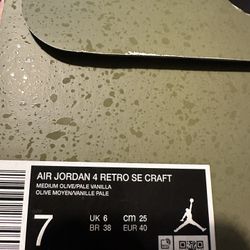 AIR JORDAN 4 RETRO SE CRAFT
MEDIUM OLIVE/PALE VANILLA
OLIVE MOYEN/VANILLE PALE
7
UK 6
cm 25
BR 38
EUR 40